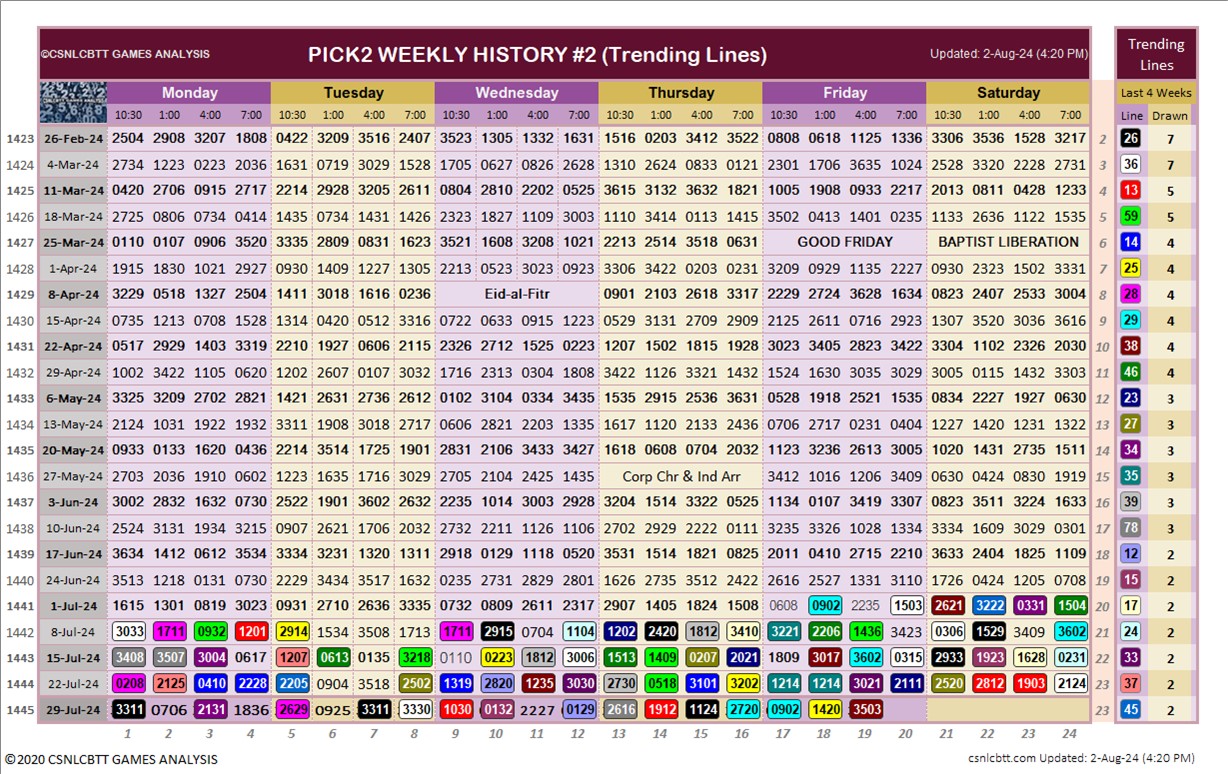 ©CSNLCBTT GAMES ANALYSIS PICK2 WEEKLY HISTORY #2 (Trending Lines) Updated: 2-Aug-24 (4:20 PM) Trending Lines
Monday Tuesday Wednesday Thursday Friday Saturday Last 4 Weeks
10:30 1:00 4:00 7:00 10:30 1:00 4:00 7:00 10:30 1:00 4:00 7:00 10:30 1:00 4:00 7:00 10:30 1:00 4:00 7:00 10:30 1:00 4:00 7:00 Line Drawn
1423 26-Feb-24 2504 2908 3207 1808 0422 3209 3516 2407 3523 1305 1332 1631 1516 0203 3412 3522 0808 0618 1125 1336 3306 3536 1528 3217 2 26 7
1424 4-Mar-24 2734 1223 0223 2036 1631 0719 3029 1523 1705 0627 0826 2628 1310 2624 0833 0121 2301 1706 3635 1024 2528 3320 2228 2731 3 36 7
1425 11-Mar-24 0420 2706 0915 2717 2214 2928 3205 2611 0804 2810 2202 0525 3615 3132 3632 1821 1005 1908 0933 2217 2013 0811 0428 1233 4 13 5
1426 18-Mar-24 2725 0806 0734 0414 1435 0734 1431 1426 2323 1827 1109 3003 1110 3414 0113 1415 3502 0413 1401 0235 1133 2636 1122 1535 5 59 5
1427 25-Mar-24 0110 0107 0906 3520 3335 2809 0831 1623 3521 1608 3208 1021 2213 2514 3518 0631 GOOD FRIDAY BAPTIST LIBERATION 6 14 4
1428 1-Apr-24 1915 1830 1021 2927 0930 1409 1227 1305 2213 0523 3023 0923 3306 3422 0203 0231 3209 0929 1135 2227 0930 2323 1502 3331 7 25 4
1429 8-Apr-24 3229 0518 1327 2504 1411 3018 1616 0236 Eid-al-Fitr 0901 2103 2618 3317 2229 2724 3628 1634 0823 2407 2533 3004 8 28 4
1430 15-Apr-24 0735 1213 0708 1528 1314 0420 0512 3318 0722 0633 0915 1223 0529 3131 2709 2909 2125 2611 0716 2923 1307 3520 3036 3616 9 29 4
1431 22-Apr-24 0517 2929 1403 3319 2210 1927 0606 2115 2326 2712 1525 0223 1207 1502 1815 1928 3023 3405 2823 3422 3304 1102 2326 2030 10 38 4
1432 29-Apr-24 1002 3422 1105 0620 1202 2607 0107 3032 1716 2313 0304 1808 3422 1126 3321 1432 1524 1630 3035 3029 3005 0115 1432 3303 11 46 4
1433 6-May-24 3325 3209 2702 2821 1421 2631 2736 2612 0102 3104 0334 3435 1535 2915 2536 3631 0528 1918 2521 1535 0834 2227 1927 0630 12 23 3
1434 13-May-24 2124 1031 1922 1932 3311 1908 3018 2717 0606 2821 2203 1335 1617 1120 2133 2436 0706 2717 0231 0404 1227 1420 1231 1322 13 27 3
1435 20-May-24 0933 0133 1620 0436 2214 3514 1725 1901 2831 2106 3433 3427 1618 0608 0704 2032 1123 3236 2613 3005 1020 1431 2735 1511 14 34 3
1436 27-May-24 2703 2036 1910 0602 1223 1635 1716 3023 2705 2104 2425 1435 Corp Chr & Ind Arr 3412 1016 1206 3409 0630 0424 0830 1919 15 35 3
1437 3-Jun-24 3002 2832 1632 0730 2522 1901 3602 2632 2235 1014 3003 2928 3204 1514 3322 0525 1134 0107 3419 3307 0823 3511 3224 1633 16 39 3
1438 10-Jun-24 2524 3131 1934 3215 0907 2621 1706 2032 2732 2211 1126 1106 2702 2929 2222 0111 3235 3326 1028 1334 3334 1609 3029 0301 17 78 3
1439 17-Jun-24 3634 1412 0612 3534 3334 3231 1320 1311 2918 0129 1118 0520 3531 1514 1821 0825 2011 0410 2715 2210 3633 2404 1825 1109 18 12 2
1440 24-Jun-24 3513 1218 0131 0730 2229 3434 3517 1632 0235 2731 2829 2801 1626 2735 3512 2422 2616 2527 1331 3110 1726 0424 1205 0708 19 15 2
1441 1-Jul-24 1615 1301 0819 3023 0931 2710 2636 3335 0732 0809 2611 2317 2907 1405 1824 1508 0608 0902 2235 1503 2621 3222 0331 1504 20 17 2
1442 8-Jul-24 3033 1711 0932 1201 2914 1534 3508 1713 1711 2915 0704 1104 1202 2420 1812 3410 3221 2206 1436 3423 0306 1529 3409 3602 21 24 2
1443 15-Jul-24 3408 3507 3004 0617 1207 0613 0135 3218 0110 0223 1812 3006 1513 1409 0207 2021 1809 3017 3602 0315 2933 1923 1628 0231 22 33 2
1444 22-Jul-24 0208 2125 0410 2228 2205 0904 3518 2502 1319 2820 1235 3030 2730 0518 3101 3202 1214 1214 3021 2111 2520 2812 1903 2124 23 37 2
1445 29-Jul-24 3311 0706 2131 1836 2629 0925 3311 3330 1030 0132 2227 0129 2616 1912 1124 2720 0902 1420 3503 23 45 2
1 2 3 4 5 6 7 8 9 10 11 12 13 14 15 16 17 18 19 20 21 22 23 24
©2020 CSNLCBTT GAMES ANALYSIS csnlcbtt.com Updated: 2-Aug-24 (4:20 PM)